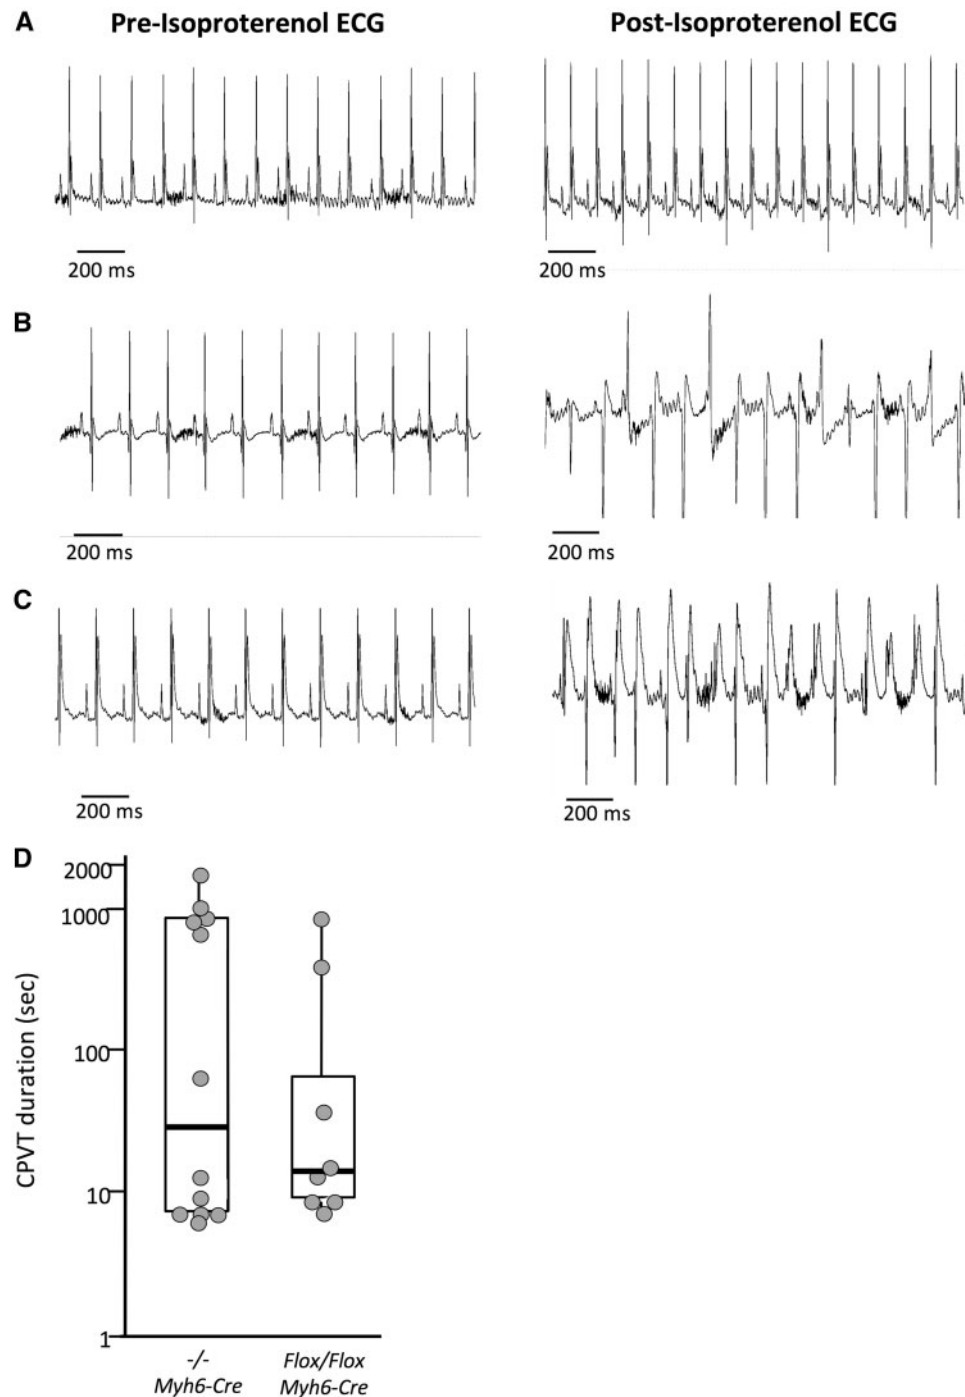 A Pre-Isoproterenol ECG Post-Isoproterenol ECG
200 ms 200 ms
B
200 ms 200 ms
C
200 ms 200 ms
D
2000
1000
100
10
1
CPVT duration (sec)
-/- Flox/Flox
Myh6-Cre Myh6-Cre